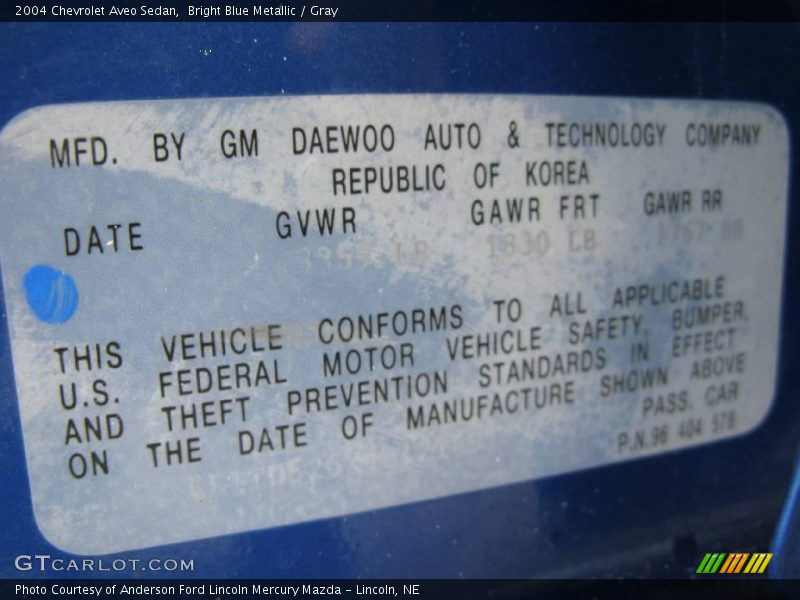 2004 Chevrolet Aveo Sedan, Bright Blue Metallic / Gray
MFD. BY GM DAEWOO AUTO & TECHNOLOGY COMPANY
REPUBLIC OF KOREA
DATE GVWR GAWR FRT GAWR RR
LB 1830 LB
THIS VEHICLE CONFORMS TO ALL APPLICABLE
U.S. FEDERAL MOTOR VEHICLE SAFETY, BUMPER,
AND THEFT PREVENTION STANDARDS IN EFFECT
ON THE DATE OF MANUFACTURE SHOWN ABOVE
PASS. CAR
P.N.96 404 578
GTCARLOT.COM
Photo Courtesy of Anderson Ford Lincoln Mercury Mazda - Lincoln, NE